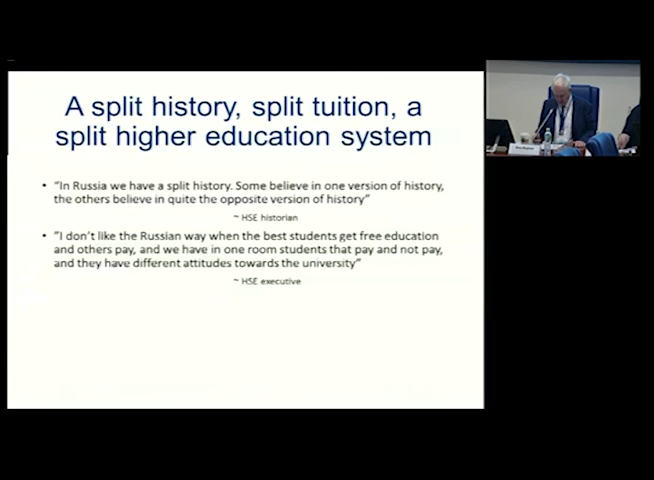 A split history, split tuition, a
split higher education system
• "In Russia we have a split history. Some believe in one version of history,
the others believe in quite the opposite version of history"
~ HSE historian
• "I don't like the Russian way when the best students get free education
and others pay, and we have in one room students that pay and not pay,
and they have different attitudes towards the university"
~ HSE executive